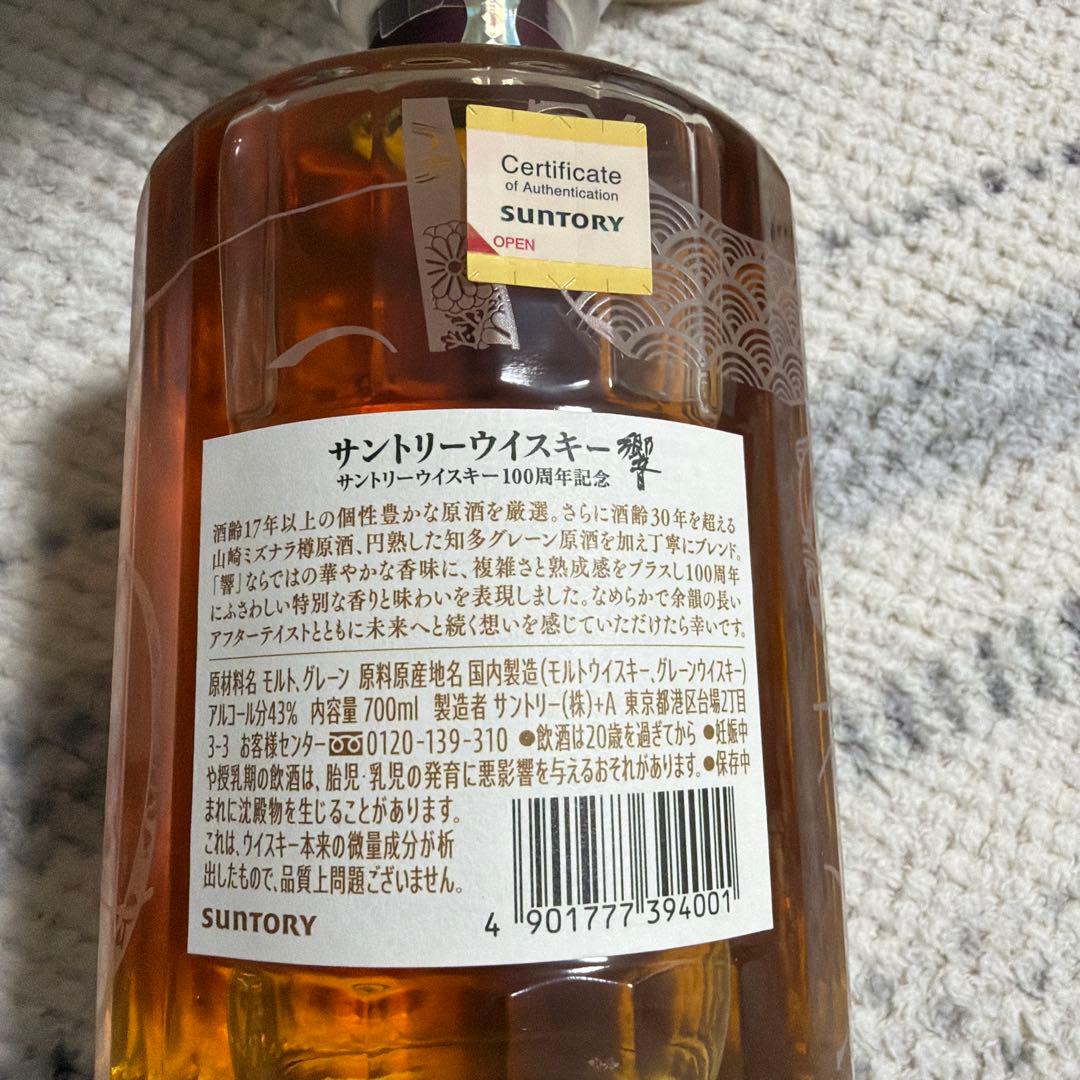 Certificate
of Authentication
SUNTORY
OPEN
サントリーウイスキー響
サントリーウイスキー100周年記念
酒齢17年以上の個性豊かな原酒を厳選。さらに酒齢30年を超える
山崎ミズナラ樽原酒、円熟した知多グレーン原酒を加え丁寧にブレンド。
「響」ならではの華やかな香味に、複雑さと熟成感をプラスし100周年
にふさわしい特別な香りと味わいを表現しました。なめらかで余韻の長い
アフターテイストとともに未来へと続く想いを感じていただけたら幸いです。
原材料名 モルト、グレーン 原料原産地名 国内製造(モルトウイスキー、グレーンウイスキー)
アルコール分43% 内容量 700ml 製造者 サントリー(株)+A 東京都港区台場2丁目
3-3 お客様センター 0120-139-310 ●飲酒は20歳を過ぎてから ●妊娠中
や授乳期の飲酒は、胎児・乳児の発育に悪影響を与えるおそれがあります。●保存中
まれに沈殿物を生じることがあります。
これは、ウイスキー本来の微量成分が析
出したもので、品質上問題ございません。
SUNTORY
4 901777 394001